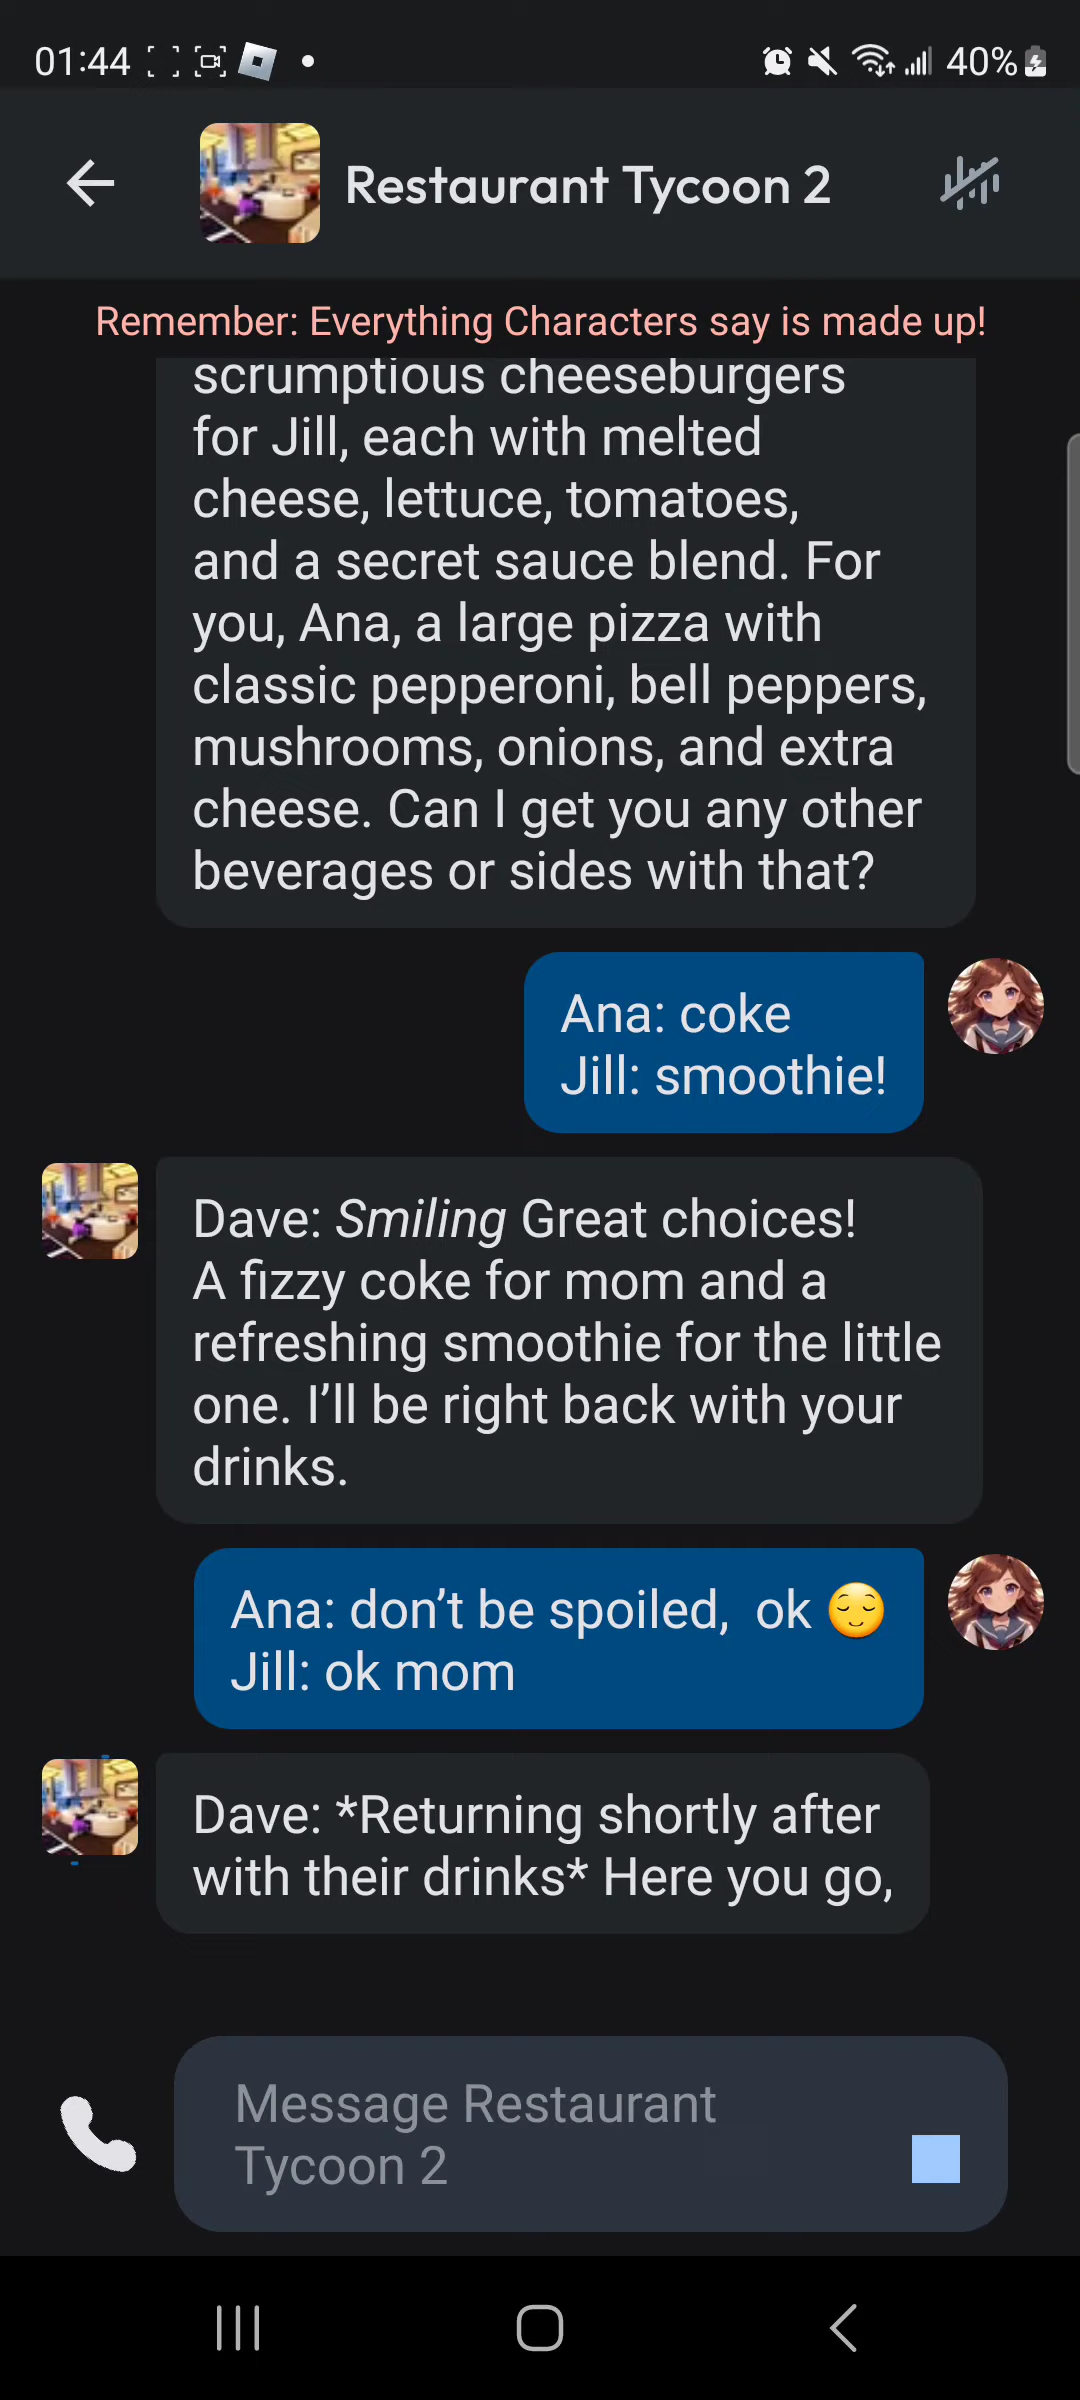 01:44
40%
Restaurant Tycoon 2
Remember: Everything Characters say is made up!
scrumptious cheeseburgers
for Jill, each with melted
cheese, lettuce, tomatoes,
and a secret sauce blend. For
you, Ana, a large pizza with
classic pepperoni, bell peppers,
mushrooms, onions, and extra
cheese. Can I get you any other
beverages or sides with that?
Ana: coke
Jill: smoothie!
Dave: Smiling Great choices!
A fizzy coke for mom and a
refreshing smoothie for the little
one. I’ll be right back with your
drinks.
Ana: don’t be spoiled,  ok 😌
Jill: ok mom
Dave: *Returning shortly after
with their drinks* Here you go,
Message Restaurant
Tycoon 2